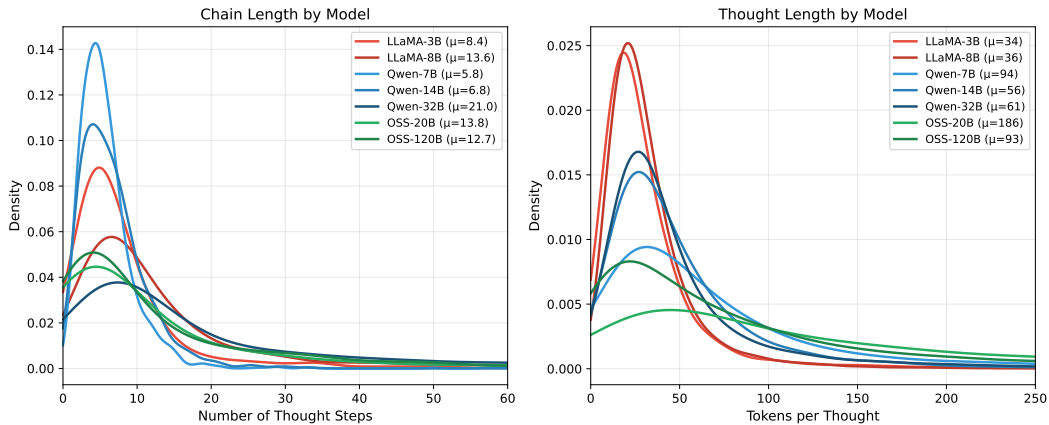 Chain Length by Model
Density
0.14
0.12
0.10
0.08
0.06
0.04
0.02
0.00
LLaMA-3B (μ=8.4)
LLaMA-8B (μ=13.6)
Qwen-7B (μ=5.8)
Qwen-14B (μ=6.8)
Qwen-32B (μ=21.0)
OSS-20B (μ=13.8)
OSS-120B (μ=12.7)
0 10 20 30 40 50 60
Number of Thought Steps
Thought Length by Model
Density
0.025
0.020
0.015
0.010
0.005
0.000
LLaMA-3B (μ=34)
LLaMA-8B (μ=36)
Qwen-7B (μ=94)
Qwen-14B (μ=56)
Qwen-32B (μ=61)
OSS-20B (μ=186)
OSS-120B (μ=93)
0 50 100 150 200 250
Tokens per Thought